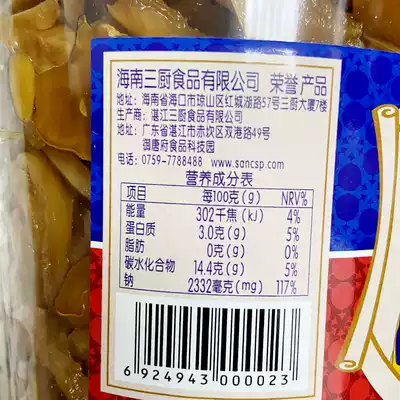 海南三厨食品有限公司 荣誉产品
地址：海南省海口市琼山区红城湖路57号三厨大厦7楼
生产商：湛江三厨食品有限公司
地址：广东省湛江市赤坎区双港路49号
御唐府食品科技园
电话：0759-7788488 www.sancsp.com
营养成分表
项目 每100克(g) NRV%
能量 302千焦(kJ) 4%
蛋白质 3.0克(g) 5%
脂肪 0克(g) 0%
碳水化合物 14.4克(g) 5%
钠 2332毫克(mg) 117%
6 924943 000023